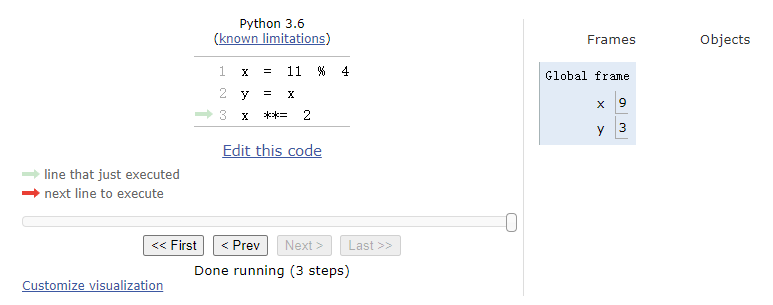 Python 3.6
(known limitations)
1 x = 11 % 4
2 y = x
3 x **= 2
Edit this code
line that just executed
next line to execute
<< First < Prev Next > Last >>
Done running (3 steps)
Customize visualization
Frames Objects
Global frame
x 9
y 3